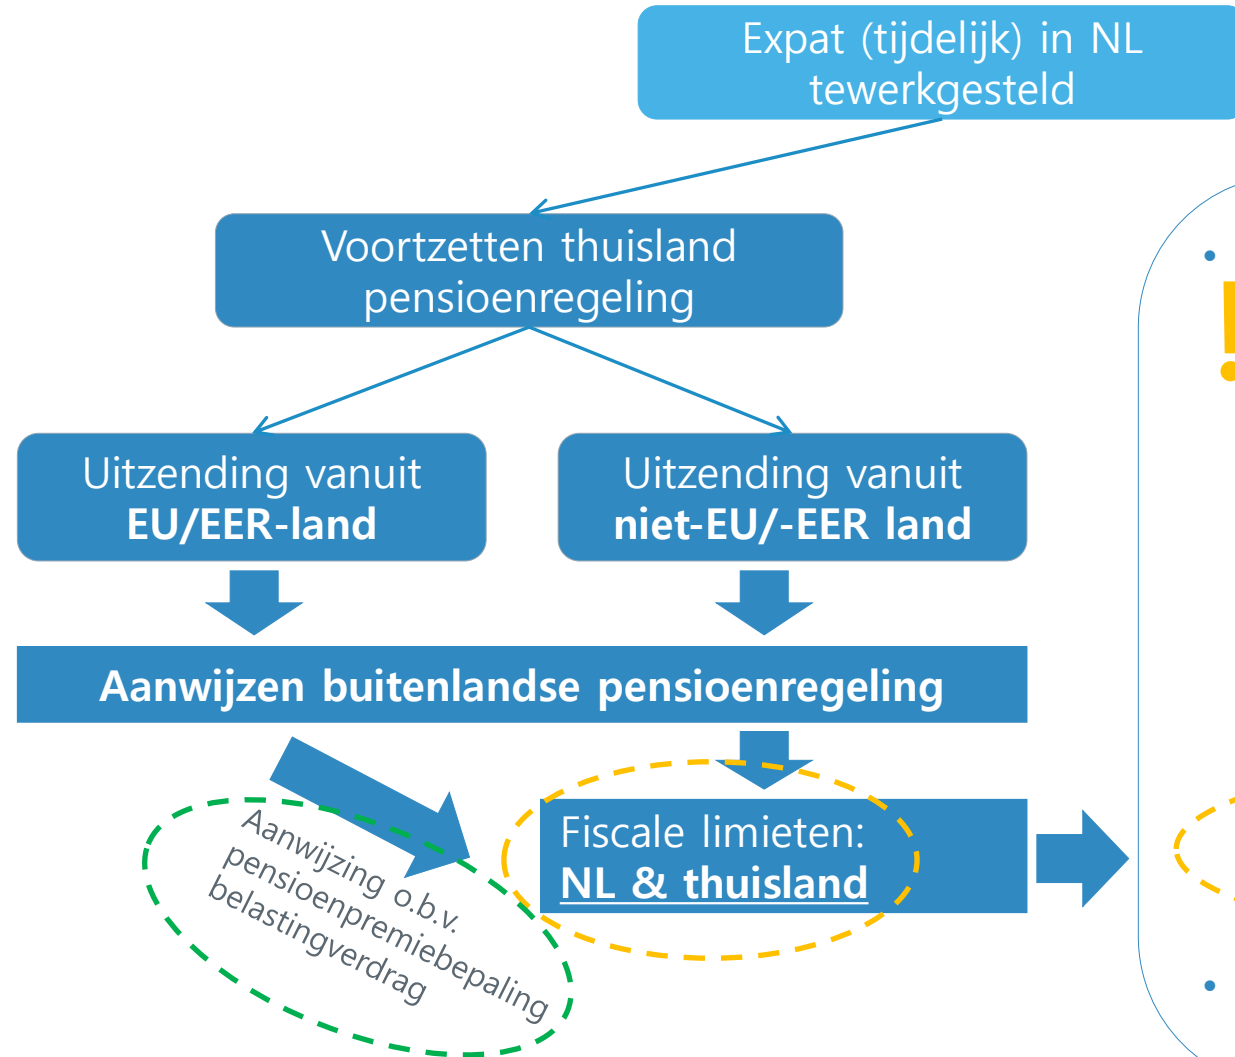 Expat (tijdelijk) in NL
tewerkgesteld
Voortzetten thuisland
pensioenregeling
Uitzending vanuit
EU/EER-land
Uitzending vanuit
niet-EU/-EER land
Aanwijzen buitenlandse pensioenregeling
Aanwijzing o.b.v.
pensioenpremiebepaling
belastingverdrag
Fiscale limieten:
NL & thuisland
•
!
•